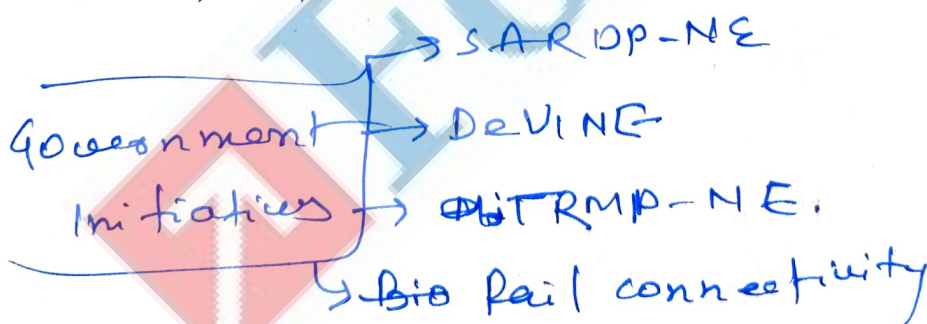 → SARDP-NE
Government → DeVINE
Initiatives → TRMP-NE.
↳ Rail connectivity